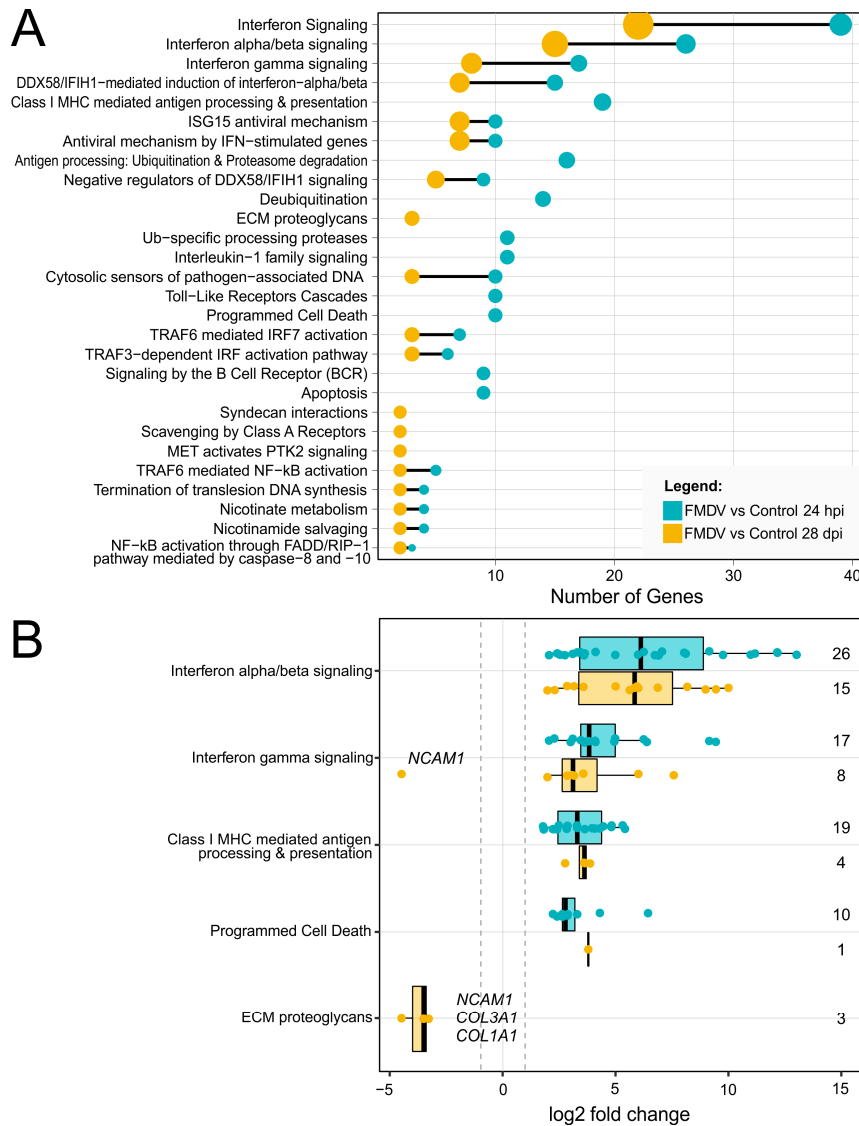 A
Interferon Signaling
Interferon alpha/beta signaling
Interferon gamma signaling
DDX58/IFIH1−mediated induction of interferon-alpha/beta
Class I MHC mediated antigen processing & presentation
ISG15 antiviral mechanism
Antiviral mechanism by IFN−stimulated genes
Antigen processing: Ubiquitination & Proteasome degradation
Negative regulators of DDX58/IFIH1 signaling
Deubiquitination
ECM proteoglycans
Ub−specific processing proteases
Interleukin−1 family signaling
Cytosolic sensors of pathogen−associated DNA
Toll−Like Receptors Cascades
Programmed Cell Death
TRAF6 mediated IRF7 activation
TRAF3−dependent IRF activation pathway
Signaling by the B Cell Receptor (BCR)
Apoptosis
Syndecan interactions
Scavenging by Class A Receptors
MET activates PTK2 signaling
TRAF6 mediated NF−kB activation
Termination of translesion DNA synthesis
Nicotinate metabolism
Nicotinamide salvaging
NF−kB activation through FADD/RIP−1
pathway mediated by caspase−8 and −10
Legend:
FMDV vs Control 24 hpi
FMDV vs Control 28 dpi
10 20 30 40
Number of Genes
B
Interferon alpha/beta signaling
26
15
Interferon gamma signaling
NCAM1
17
8
Class I MHC mediated antigen
processing & presentation
19
4
Programmed Cell Death
10
1
ECM proteoglycans
NCAM1
COL3A1
COL1A1
3
−5 0 5 10 15
log2 fold change